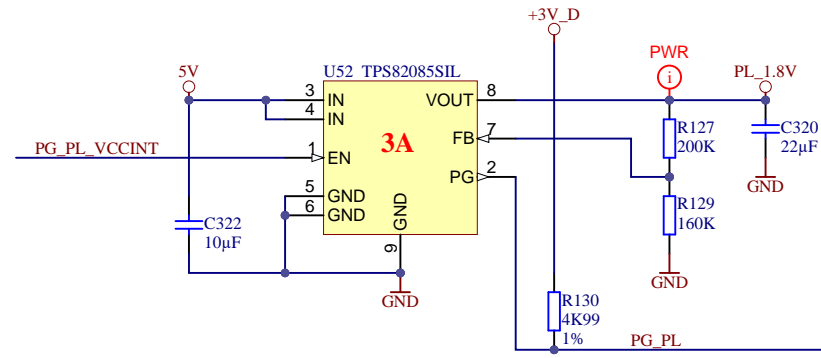 +3V_D
PWR
5V
U52 TPS82085SIL
PL_1.8V
3
IN
VOUT
8
4
IN
R127
200K
C320
22µF
3A
FB
7
PG_PL_VCCINT
1
EN
PG
2
GND
5
GND
6
GND
GND
R129
160K
C322
10µF
9
GND
GND
R130
4K99
1%
PG_PL
i